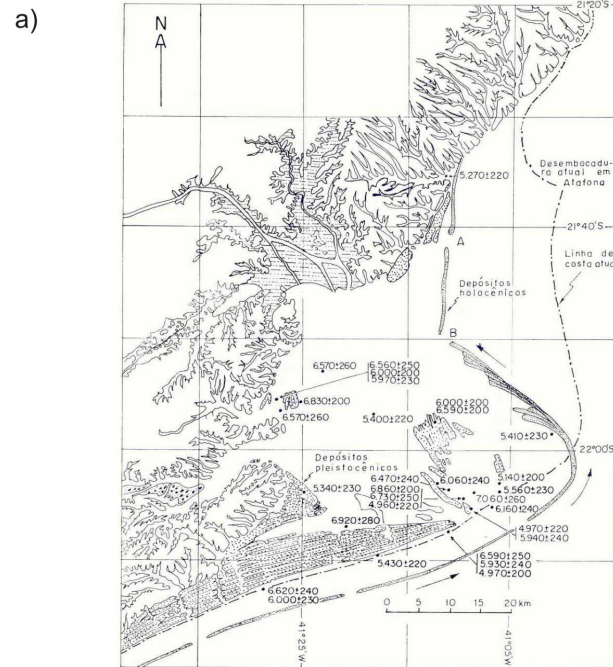 a)
N
A
21°20'S
5.270±220
Desembocadu-
ra atual em
Atafona
21°40'S
A
Linha de
costa atual
Depósitos
holocênicos
B
6.570±260
6.560±250
6.000±200
5.970±230
6.830±200
6.570±260
5.400±220
6.000±200
6.590±200
5.410±230
22°00'S
Depósitos
pleistocênicos
5.340±230
6.470±240
6.860±200
6.730±250
4.960±220
6.060±240
5.140±200
5.560±230
7.060±260
6.160±240
6.920±280
4.970±220
5.940±240
5.430±220
6.590±250
5.930±240
4.970±200
6.620±240
6.000±230
0 5 10 15 20
km
41°25'W
41°05'W